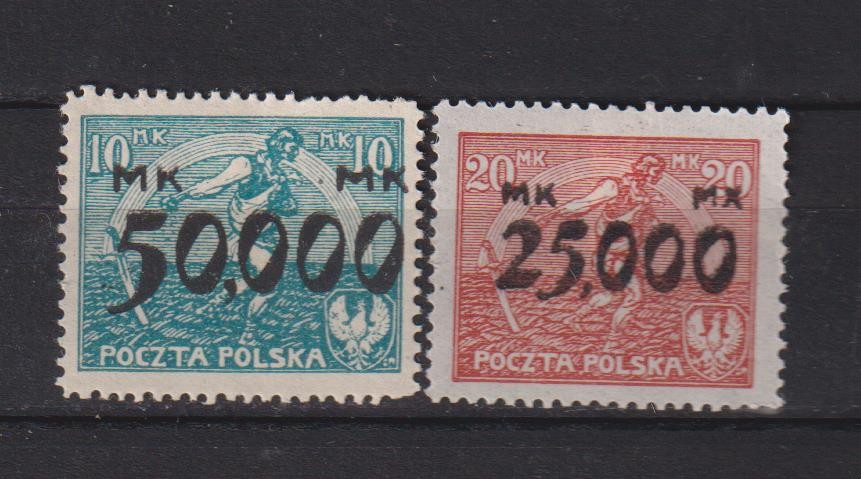 10 MK MK 10
MK MK
50,000
POCZTA POLSKA
20 MK MK 20
MK MK
25,000
POCZTA POLSKA